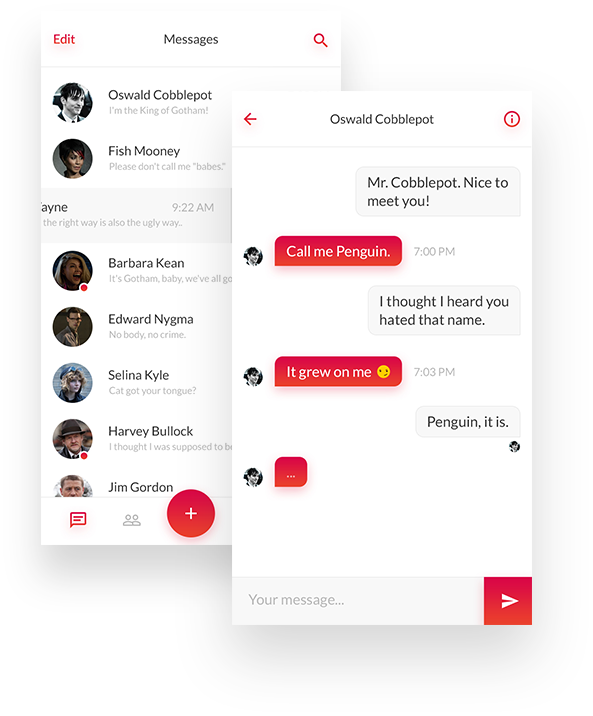 Edit
Messages
Oswald Cobblepot
I'm the King of Gotham!
Fish Mooney
Please don't call me "babes."
ayne
9:22 AM
the right way is also the ugly way..
Barbara Kean
It's Gotham, baby, we've all go
Edward Nygma
No body, no crime.
Selina Kyle
Cat got your tongue?
Harvey Bullock
I thought I was supposed to be
Jim Gordon
Oswald Cobblepot
Mr. Cobblepot. Nice to
meet you!
Call me Penguin.
7:00 PM
I thought I heard you
hated that name.
It grew on me 😏
7:03 PM
Penguin, it is.
...
Your message...